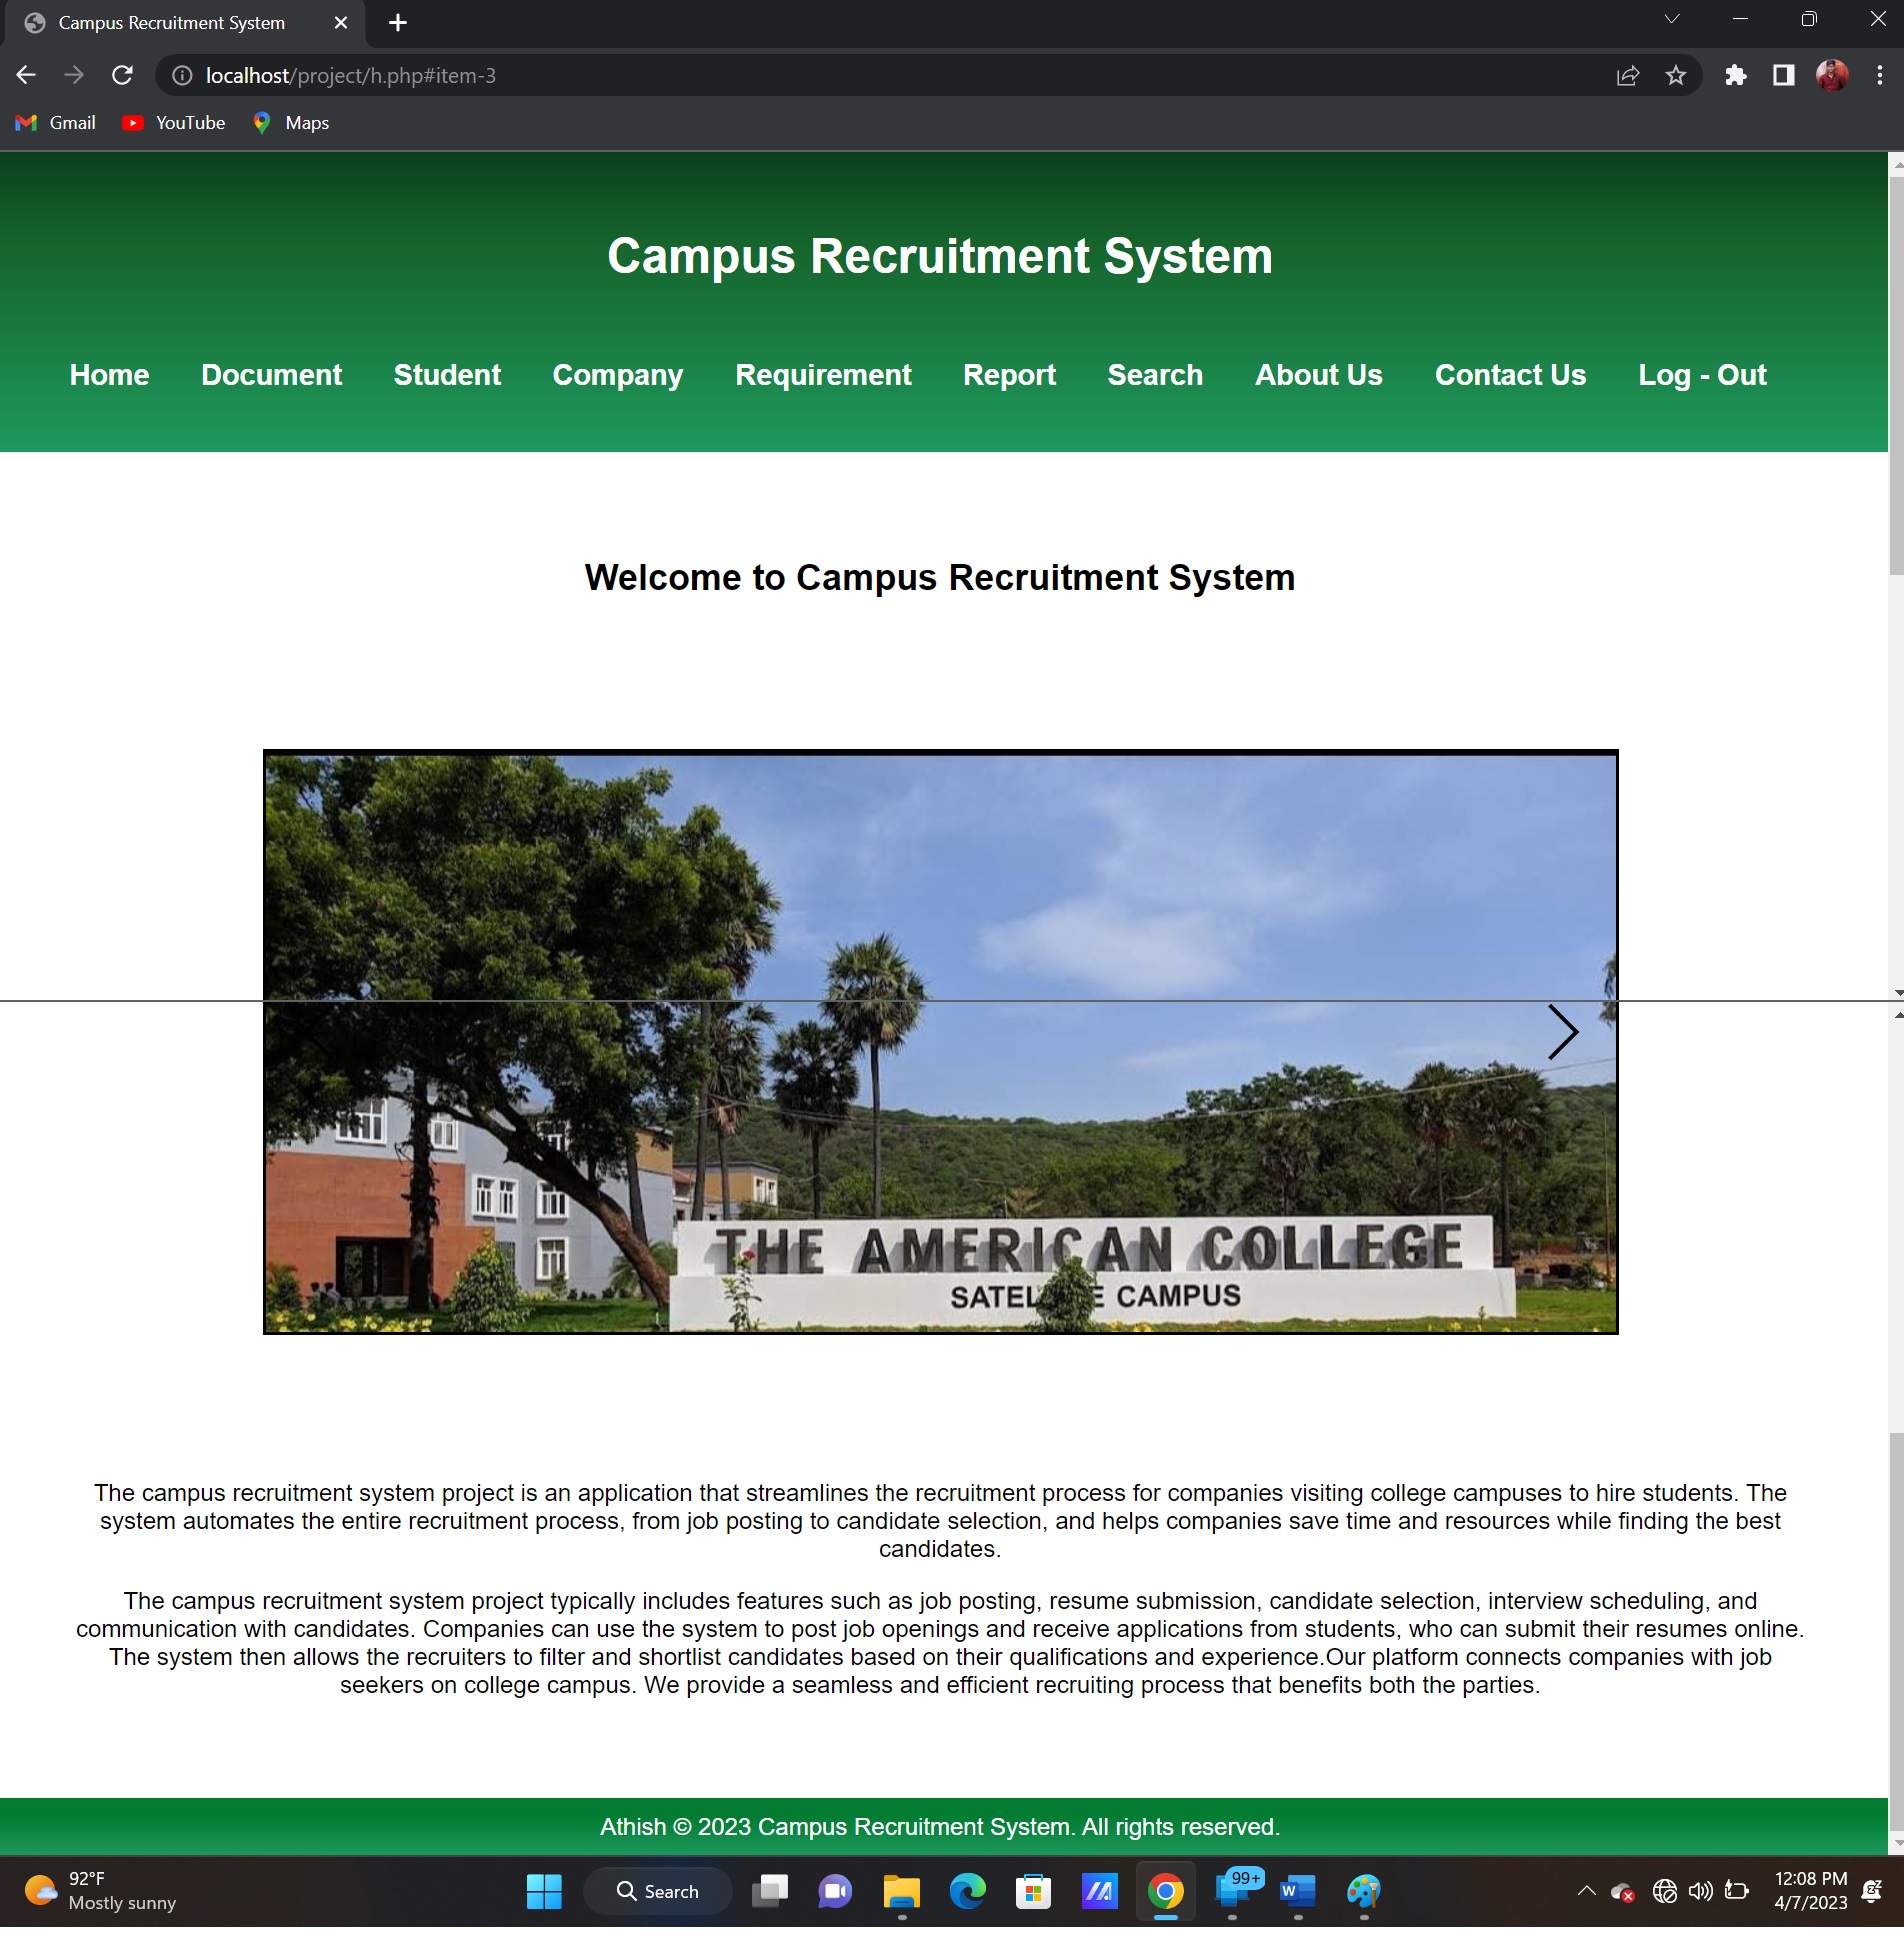 Campus Recruitment System
localhost/project/h.php#item-3
Gmail YouTube Maps
Campus Recruitment System
Home Document Student Company Requirement Report Search About Us Contact Us Log - Out
Welcome to Campus Recruitment System
THE AMERICAN COLLEGE
CAMPUS
The campus recruitment system project is an application that streamlines the recruitment process for companies visiting college campuses to hire students. The
system automates the entire recruitment process, from job posting to candidate selection, and helps companies save time and resources while finding the best
candidates.
The campus recruitment system project typically includes features such as job posting, resume submission, candidate selection, interview scheduling, and
communication with candidates. Companies can use the system to post job openings and receive applications from students, who can submit their resumes online.
The system then allows the recruiters to filter and shortlist candidates based on their qualifications and experience.Our platform connects companies with job
seekers on college campus. We provide a seamless and efficient recruiting process that benefits both the parties.
Athish © 2023 Campus Recruitment System. All rights reserved.
92°F
Mostly sunny
Search
99+
W
12:08 PM
4/7/2023